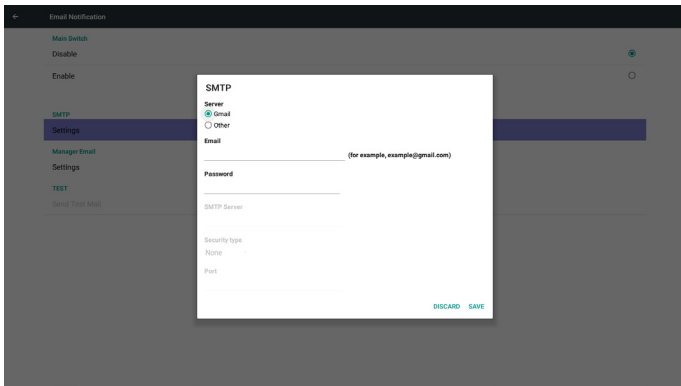 ← Email Notification
Main Switch
Disable
Enable
SMTP
Settings
Manager Email
Settings
TEST
Send Test Mail
SMTP
Server
Gmail
Other
Email
(for example, example@gmail.com)
Password
SMTP Server
Security type
None
Port
DISCARD SAVE